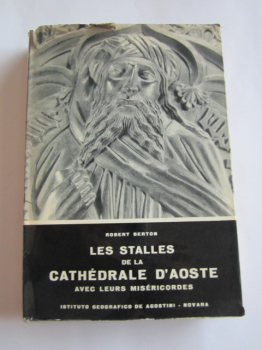 ROBERT BERTON
LES STALLES
DE LA
CATHÉDRALE D'AOSTE
AVEC LEURS MISÉRICORDES
ISTITUTO GEOGRAFICO DE AGOSTINI - NOVARA